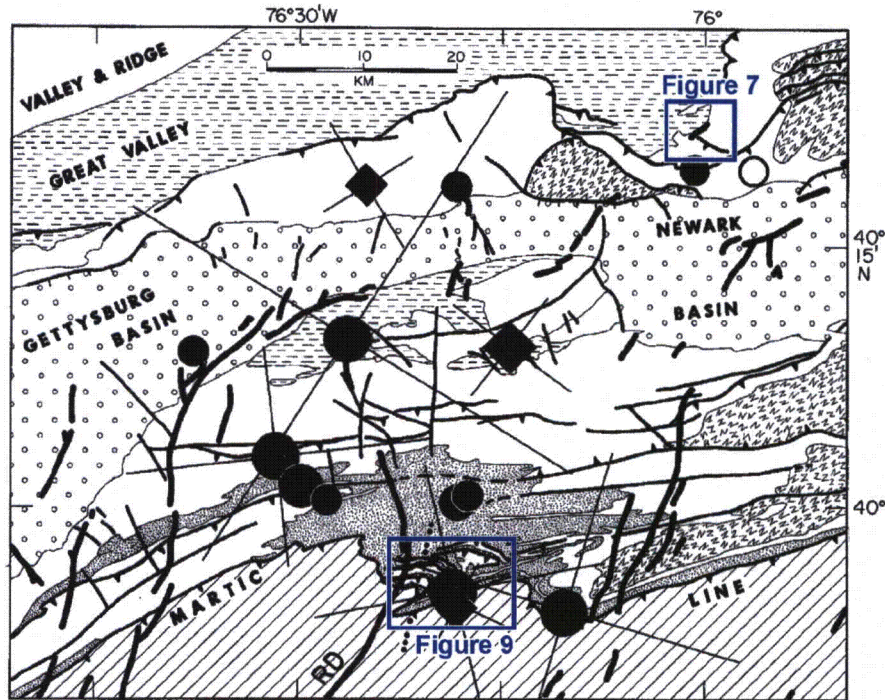 76°30'W
76°
0 10 20
KM
Figure 7
VALLEY & RIDGE
GREAT VALLEY
NEWARK
BASIN
40°
15'
N
GETTYSBURG
BASIN
40°
MARTIC
LINE
Figure 9
RD